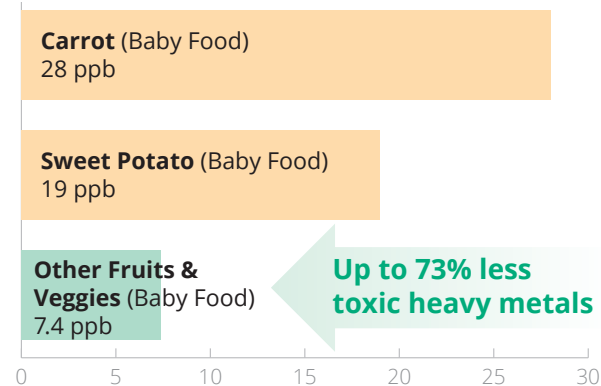 Carrot (Baby Food)
28 ppb
Sweet Potato (Baby Food)
19 ppb
Other Fruits &
Veggies (Baby Food)
7.4 ppb
Up to 73% less
toxic heavy metals
0 5 10 15 20 25 30